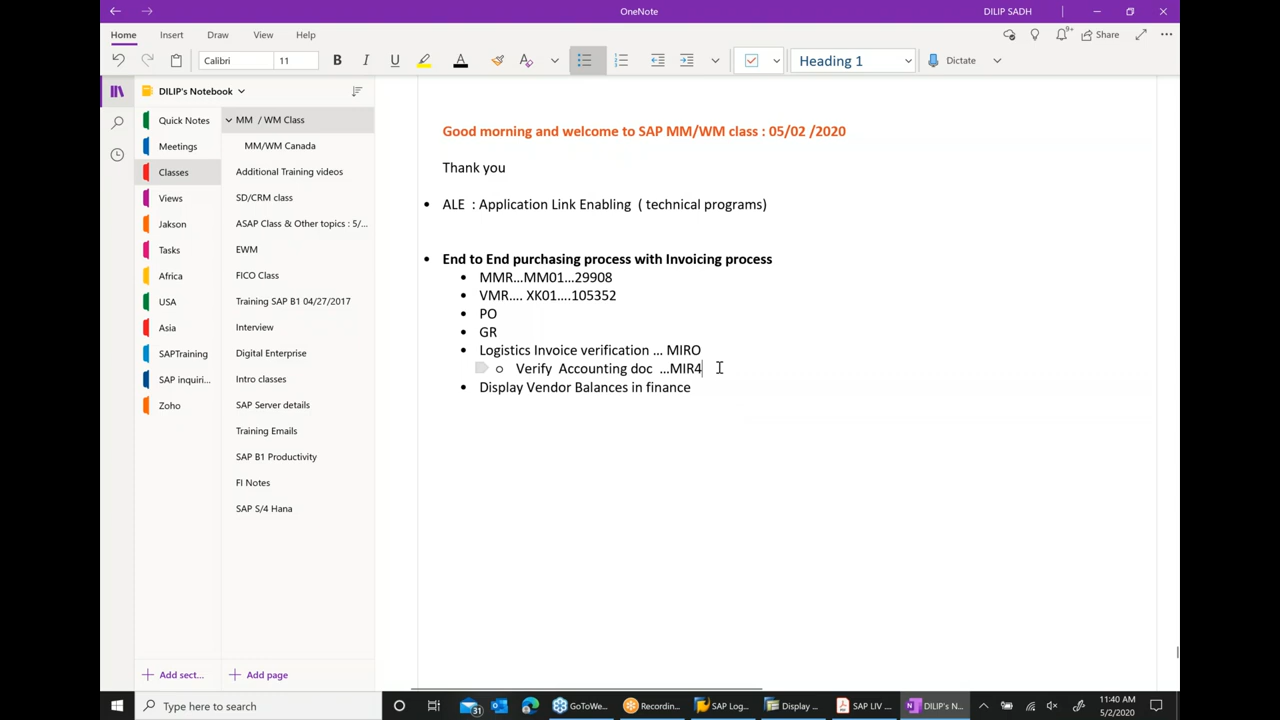 OneNote
DILIP SADH
Home
Insert
Draw
View
Help
9+
Share
Calibri
11
B
I
U
A
A
Heading 1
Dictate
DILIP's Notebook
Quick Notes
Meetings
Classes
Views
Jakson
Tasks
Africa
USA
Asia
SAPTraining
SAP inquiri...
Zoho
Add sect...
MM / WM Class
MM/WM Canada
Additional Training videos
SD/CRM class
ASAP Class & Other topics : 5/...
EWM
FICO Class
Training SAP B1 04/27/2017
Interview
Digital Enterprise
Intro classes
SAP Server details
Training Emails
SAP B1 Productivity
FI Notes
SAP S/4 Hana
Add page
Good morning and welcome to SAP MM/WM class : 05/02 /2020
Thank you
ALE : Application Link Enabling ( technical programs)
End to End purchasing process with Invoicing process
MMR...MM01...29908
VMR.... XK01....105352
PO
GR
Logistics Invoice verification ... MIRO
Verify Accounting doc ...MIR4
Display Vendor Balances in finance
Type here to search
31
GoToWe...
Recordin...
SAP Log...
Display ...
SAP LIV ...
DILIP's N...
11:40 AM
5/2/2020